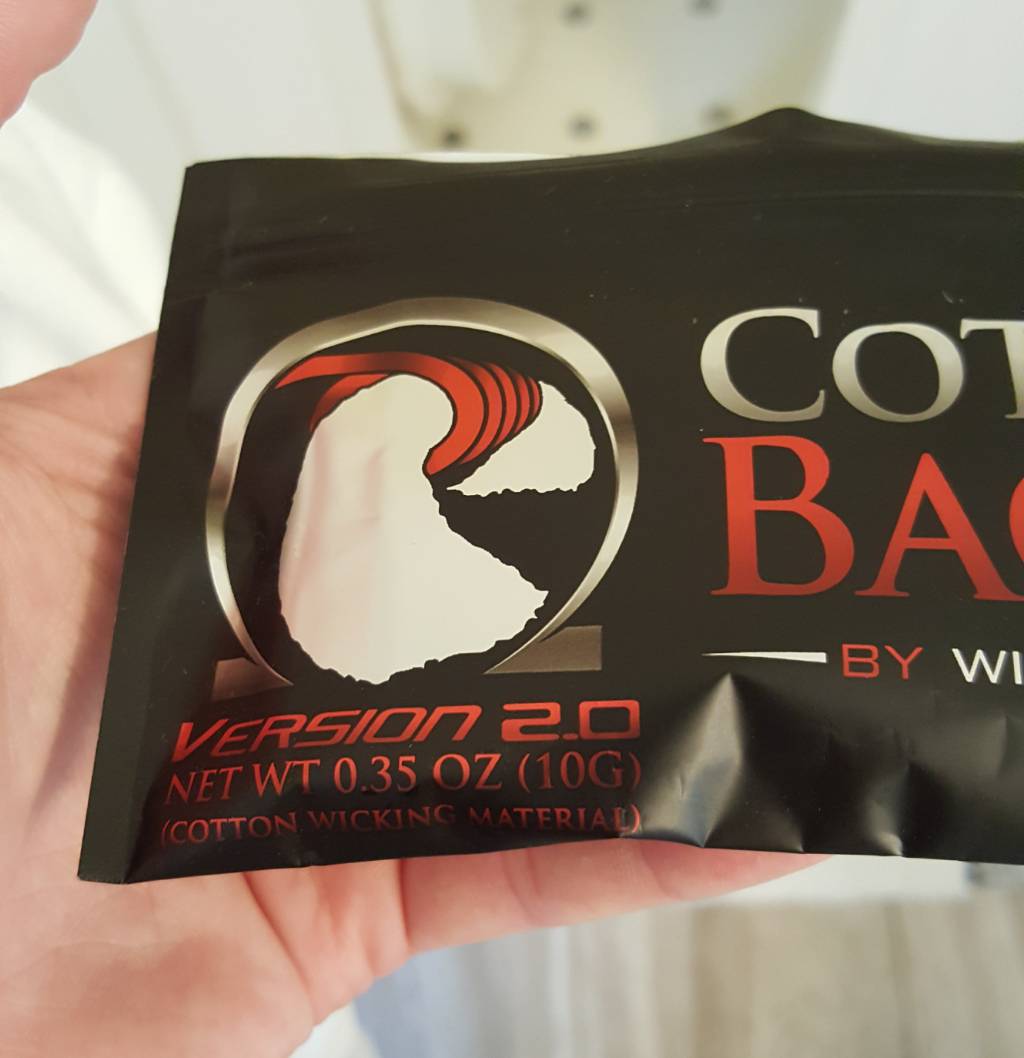 COT
BAC
BY WI
VERSION 2.0
NET WT 0.35 OZ (10G)
(COTTON WICKING MATERIAL)